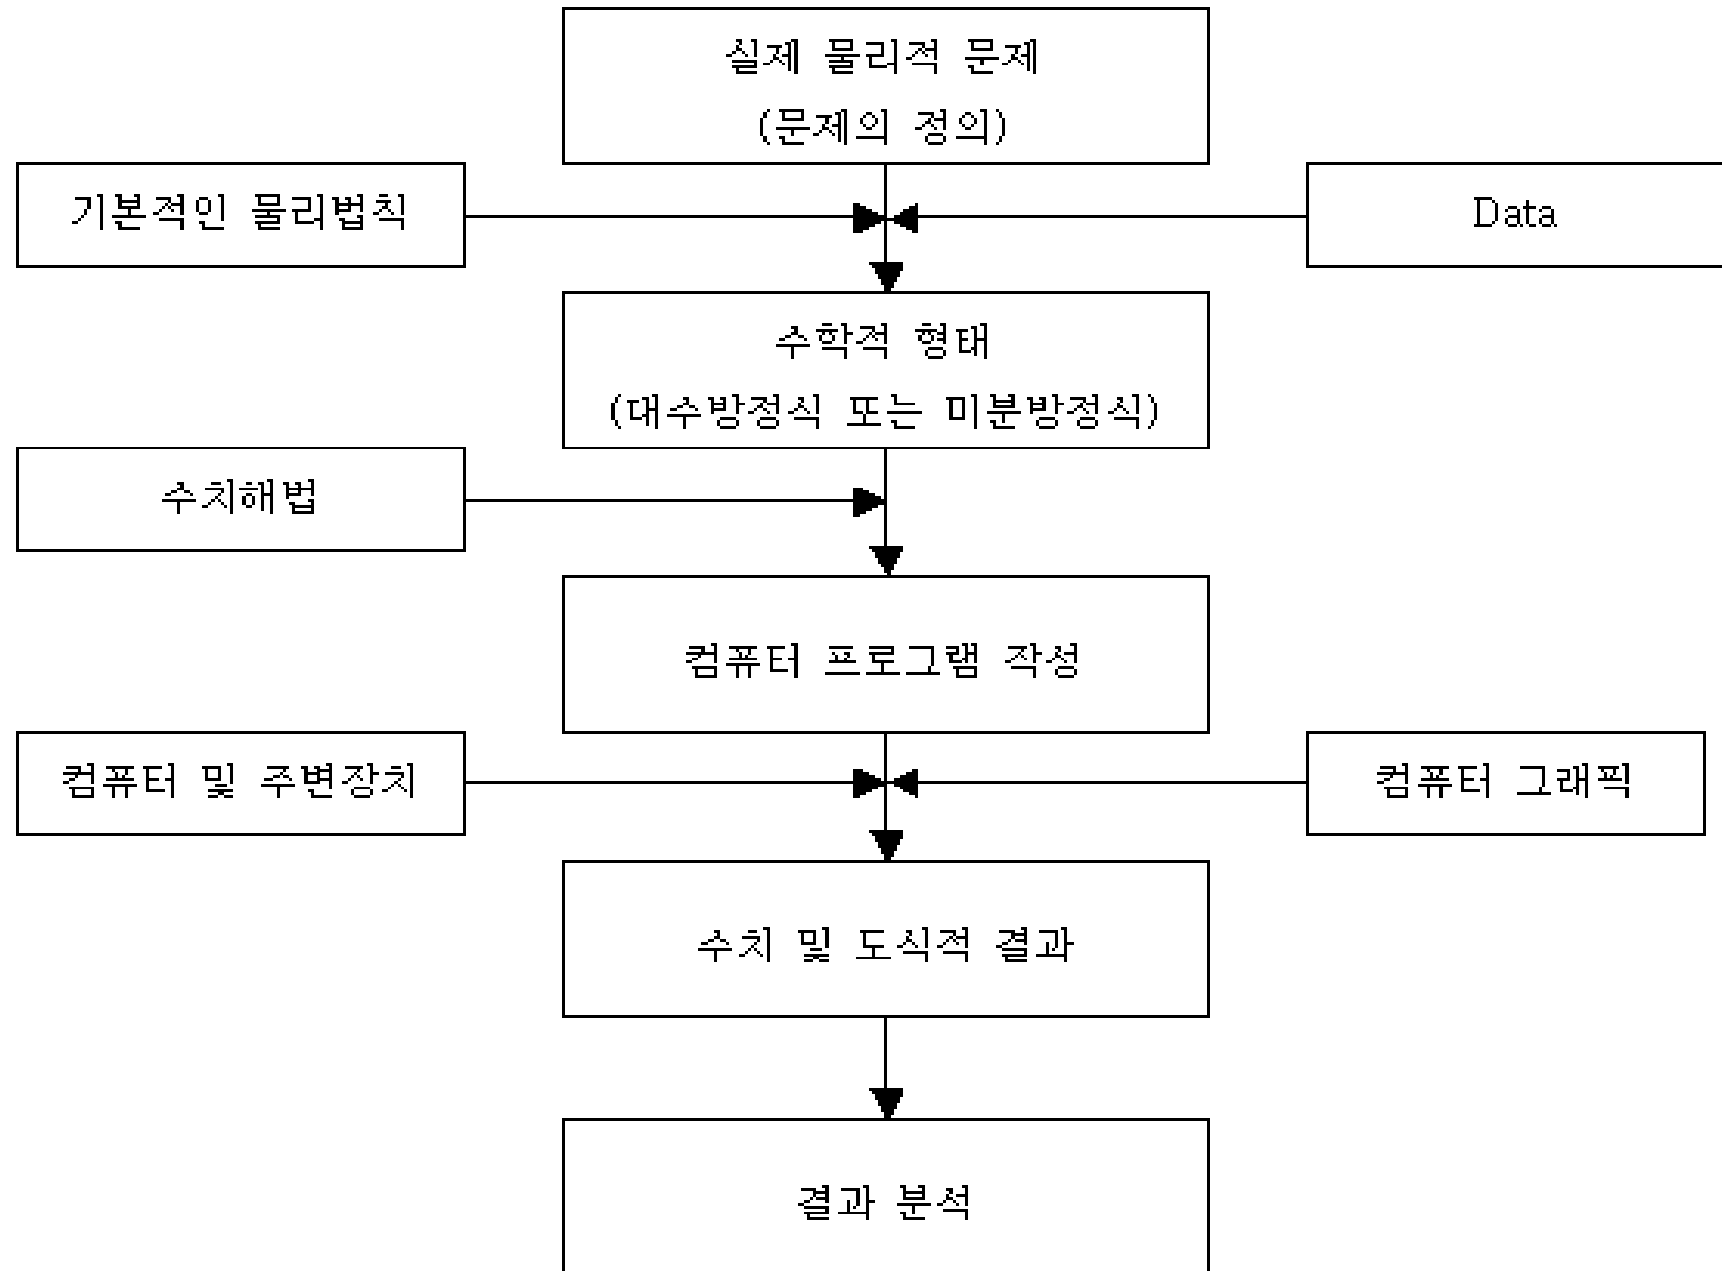 실제 물리적 문제
(문제의 정의)
기본적인 물리법칙
Data
수학적 형태
(대수방정식 또는 미분방정식)
수치해법
컴퓨터 프로그램 작성
컴퓨터 및 주변장치
컴퓨터 그래픽
수치 및 도식적 결과
결과 분석